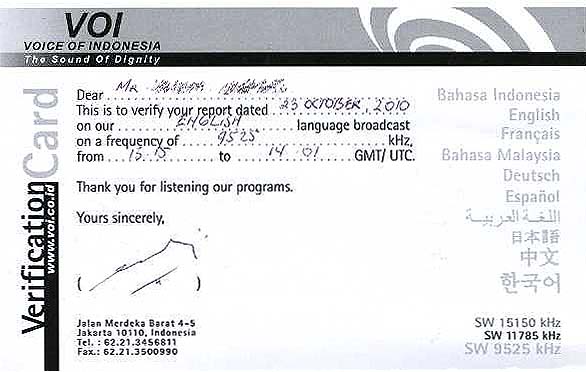 VOI
VOICE OF INDONESIA
The Sound Of Dignity
Verification Card
www.voi.co.id
Dear Mr
This is to verify your report dated 23 OCTOBER, 2010
on our ENGLISH language broadcast
on a frequency of 9525 kHz,
from 13.15 to 14 01 GMT/ UTC.
Thank you for listening our programs.
Yours sincerely,
( )
Jalan Merdeka Barat 4-5
Jakarta 10110, Indonesia
Tel. : 62.21.3456811
Fax.: 62.21.3500990
Bahasa Indonesia
English
Français
Bahasa Malaysia
Deutsch
Español
اللغة العربية
日本語
中文
한국어
SW 15150 kHz
SW 11785 kHz
SW 9525 kHz